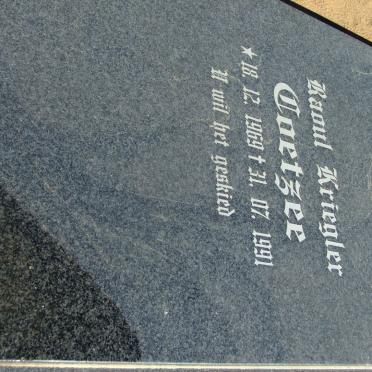 Raoul Kriegler
Coetzee
★ 18. 12. 1969 † 31. 07. 1991
U wil het geskied